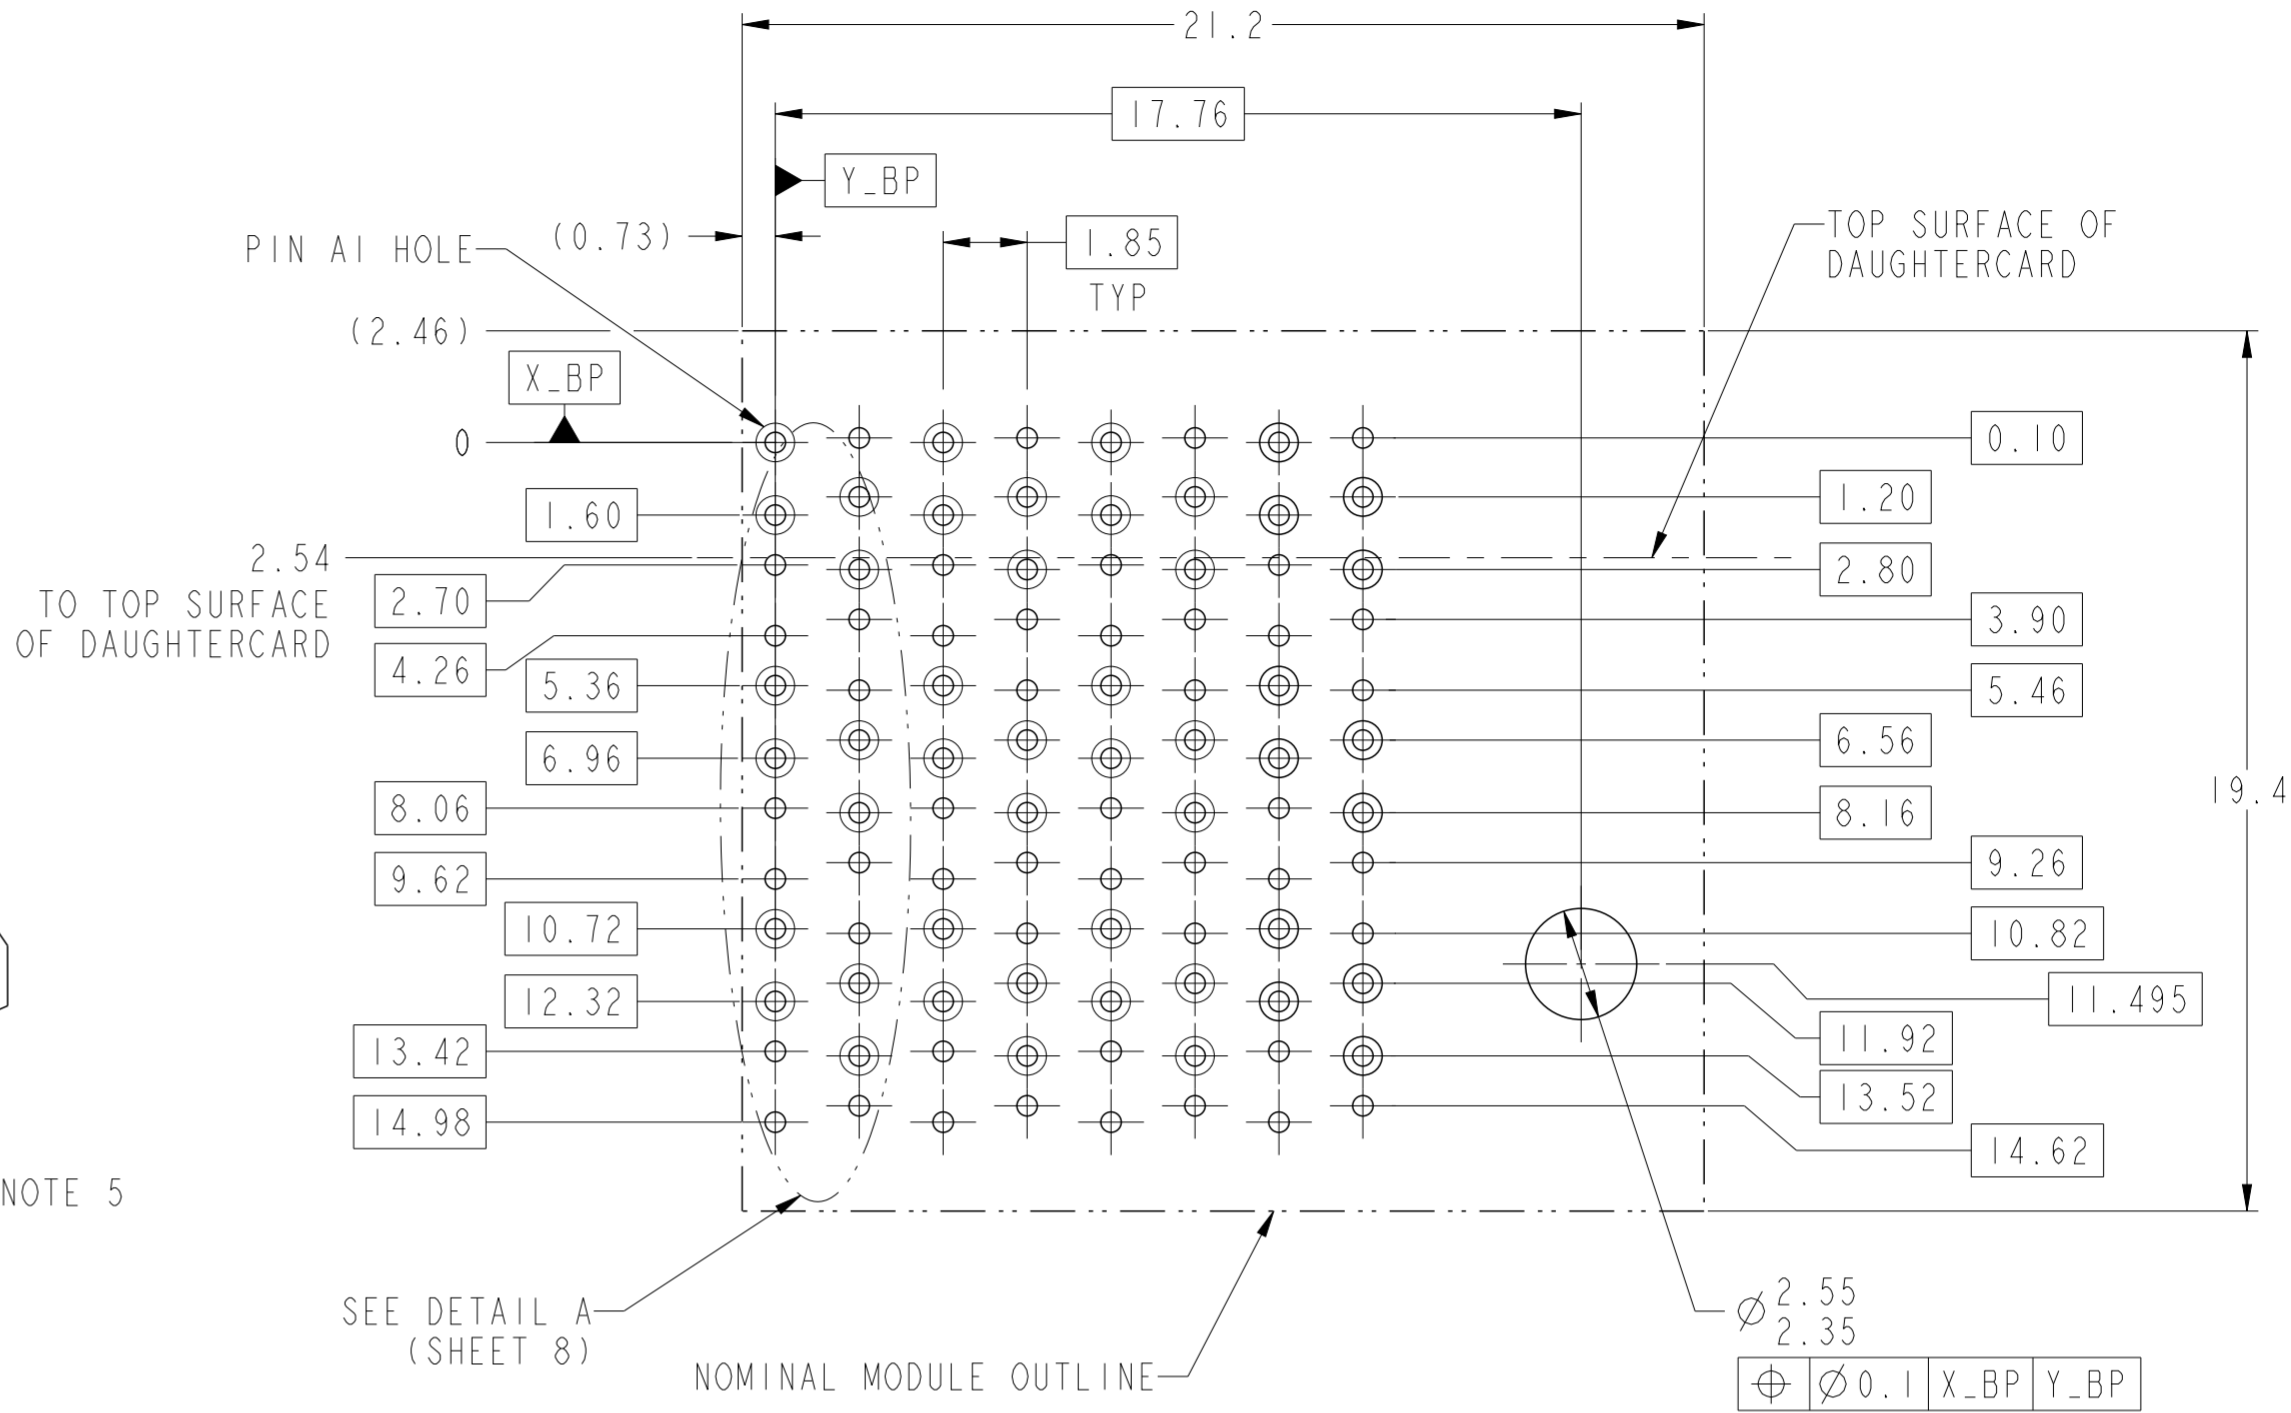 21.2
17.76
Y_BP
PIN A1 HOLE
(0.73)
1.85
TYP
TOP SURFACE OF
DAUGHTERCARD
(2.46)
X_BP
0
0.10
1.60
1.20
2.54
TO TOP SURFACE
OF DAUGHTERCARD
2.70
2.80
4.26
3.90
5.36
5.46
6.96
6.56
19.4
8.06
8.16
9.62
9.26
10.72
10.82
12.32
11.495
13.42
11.92
14.98
13.52
14.62
NOTE 5
SEE DETAIL A
(SHEET 8)
NOMINAL MODULE OUTLINE
⌀ 2.55
2.35
⌖ ⌀0.1 X_BP Y_BP